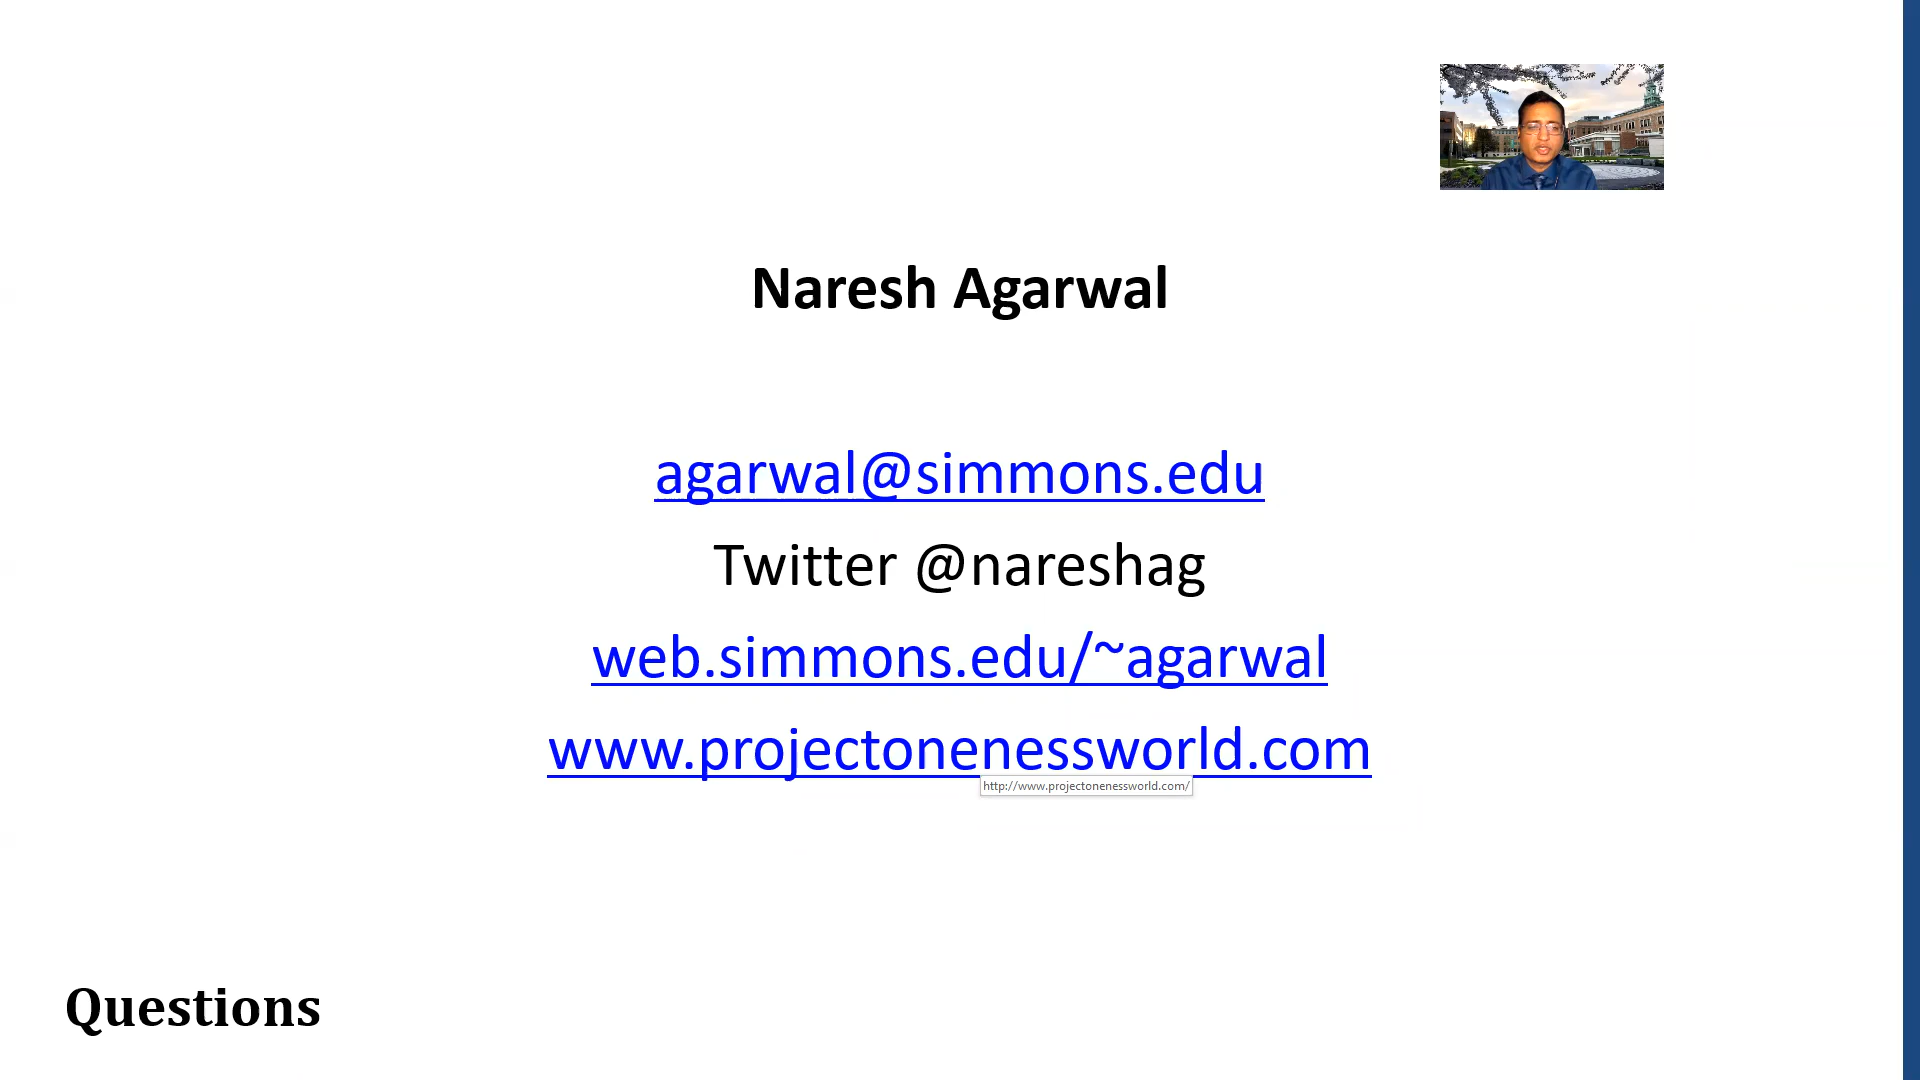 Naresh Agarwal
agarwal@simmons.edu
Twitter @nareshag
web.simmons.edu/~agarwal
www.projectonenessworld.com
http://www.projectonenessworld.com/
Questions